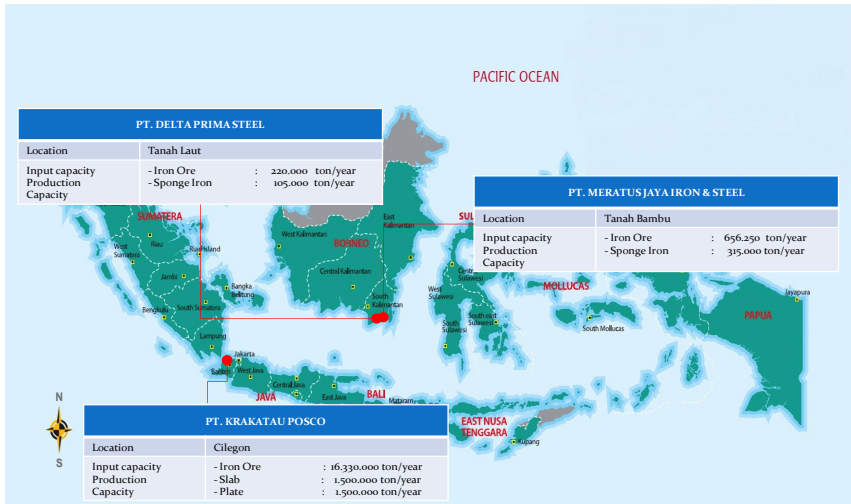 PACIFIC OCEAN
PT. DELTA PRIMA STEEL
Location Tanah Laut
Input capacity - Iron Ore : 220.000 ton/year
Production - Sponge Iron : 105.000 ton/year
Capacity
PT. MERATUS JAYA IRON & STEEL
Location Tanah Bambu
Input capacity - Iron Ore : 656.250 ton/year
Production - Sponge Iron : 315.000 ton/year
Capacity
SUMATERA
West Sumatera
Riau
Riau Island
Jambi
Bangka Belitung
South Sumatera
Bengkulu
Lampung
BORNEO
West Kalimantan
East Kalimantan
Central Kalimantan
South Kalimantan
SUL
Central Sulawesi
West Sulawesi
South Sulawesi
South east Sulawesi
MOLLUCAS
South Mollucas
Jayapura
PAPUA
Jakarta
Banten
West Java
Central Java
East Java
JAVA
BALI
Mataram
EAST NUSA TENGGARA
Kupang
N
S
PT. KRAKATAU POSCO
Location Cilegon
Input capacity - Iron Ore : 16.330.000 ton/year
Production - Slab : 1.500.000 ton/year
Capacity - Plate : 1.500.000 ton/year